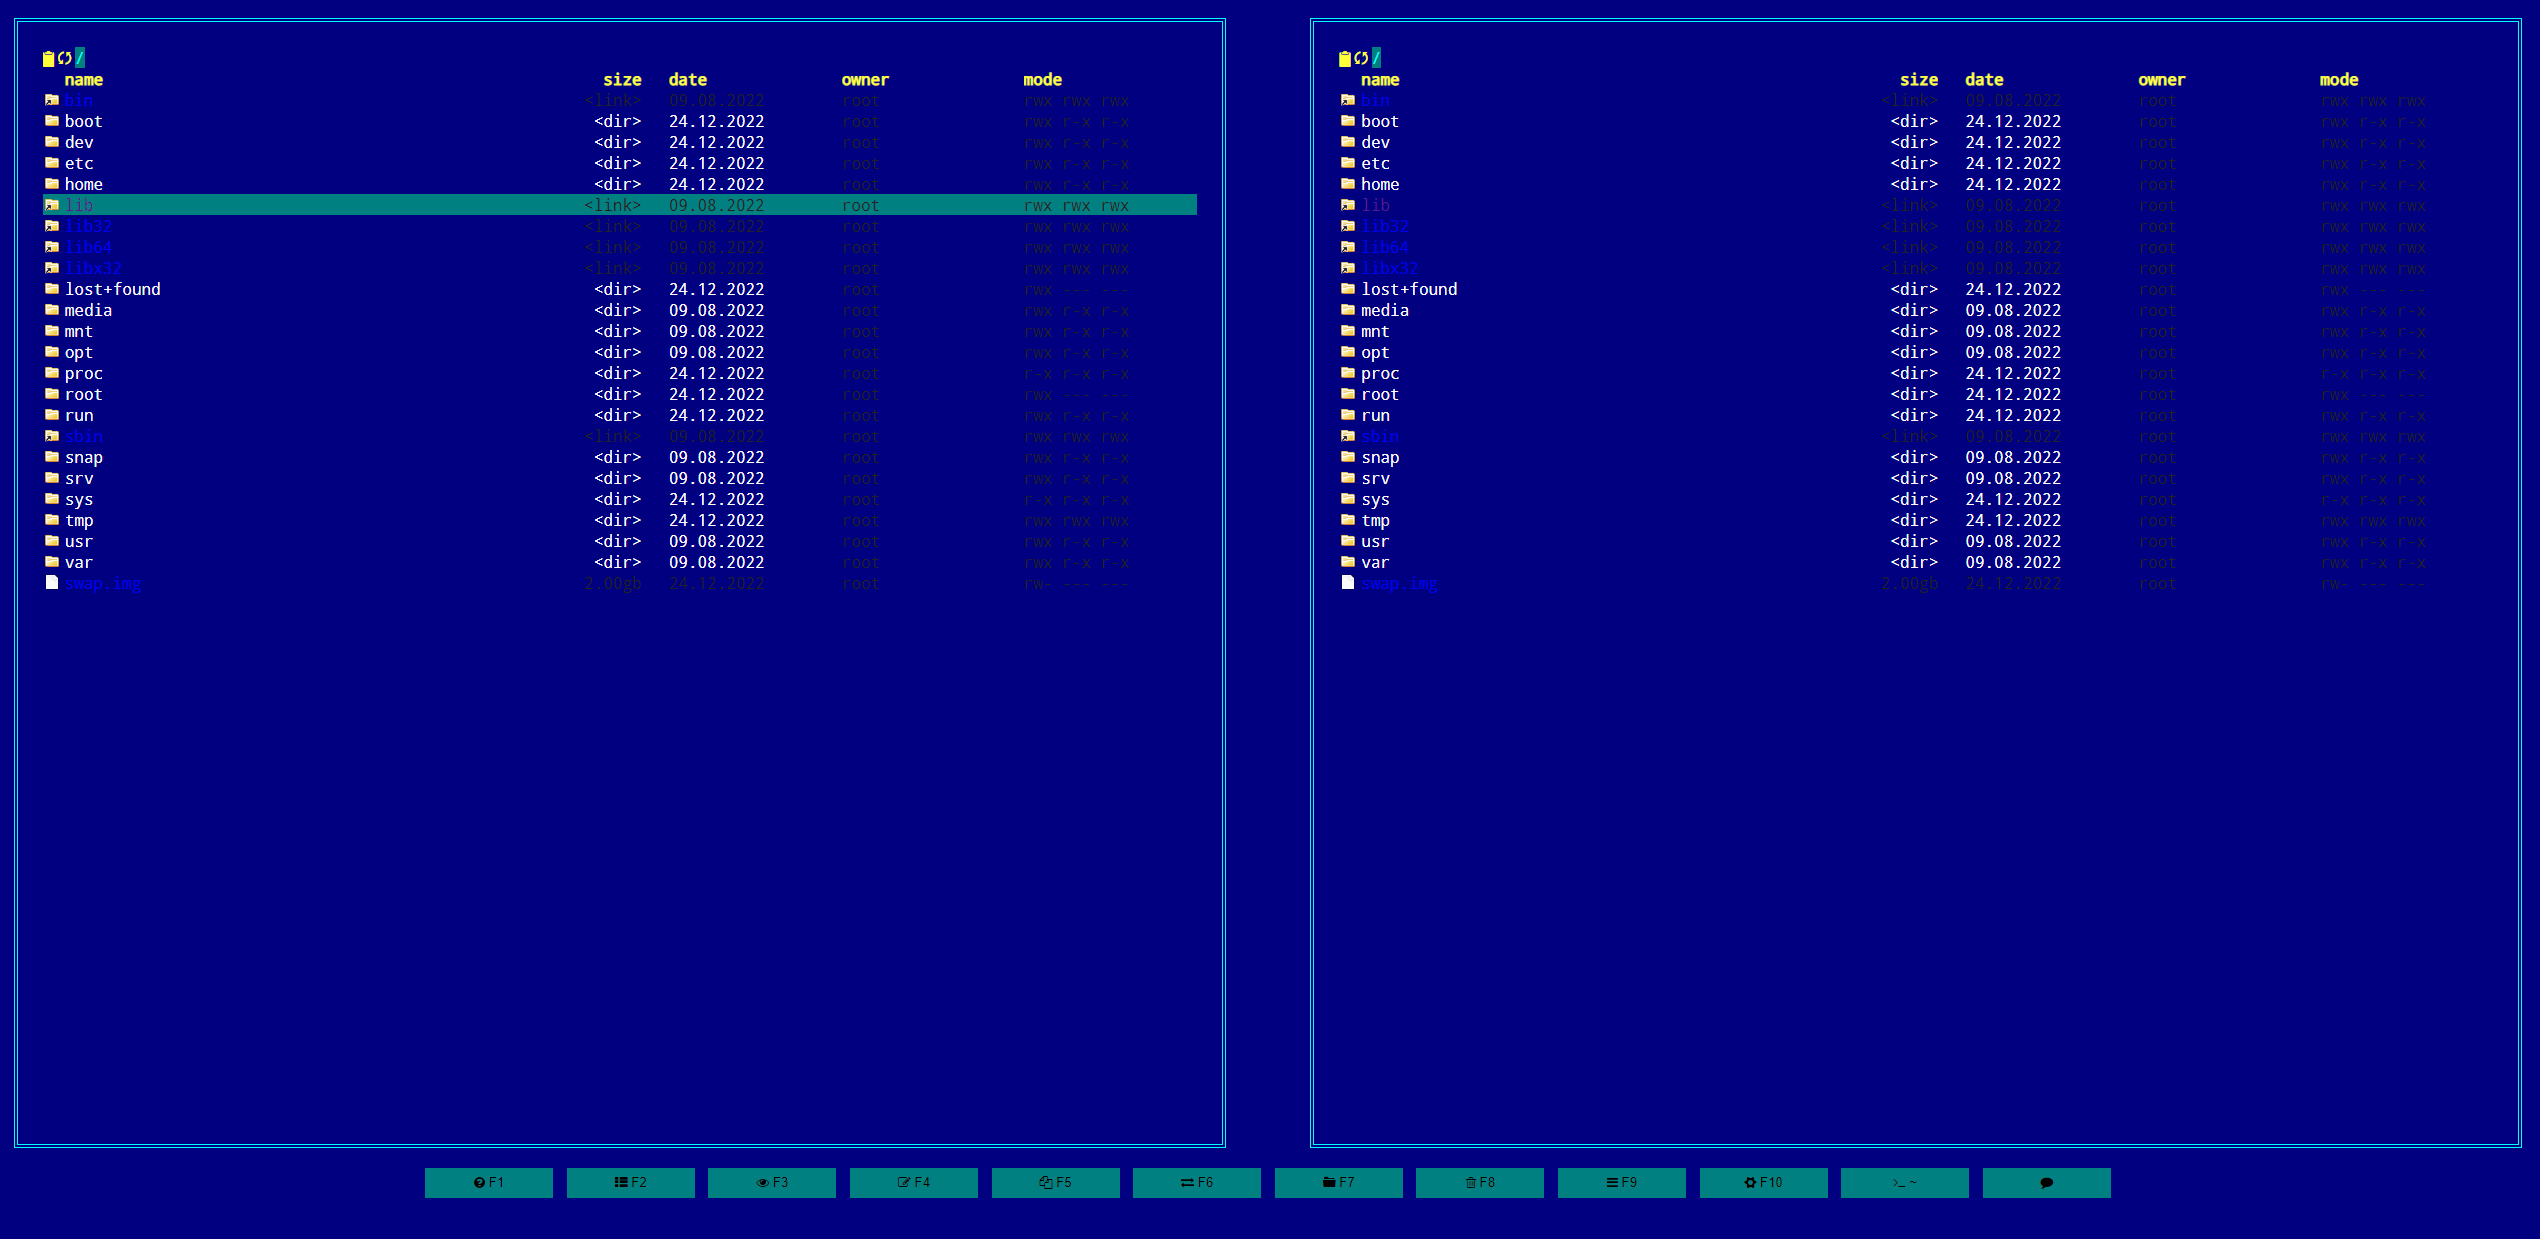 /
name size date owner mode
bin <link> 09.08.2022 root rwx rwx rwx
boot <dir> 24.12.2022 root rwx r-x r-x
dev <dir> 24.12.2022 root rwx r-x r-x
etc <dir> 24.12.2022 root rwx r-x r-x
home <dir> 24.12.2022 root rwx r-x r-x
lib <link> 09.08.2022 root rwx rwx rwx
lib32 <link> 09.08.2022 root rwx rwx rwx
lib64 <link> 09.08.2022 root rwx rwx rwx
libx32 <link> 09.08.2022 root rwx rwx rwx
lost+found <dir> 24.12.2022 root rwx --- ---
media <dir> 09.08.2022 root rwx r-x r-x
mnt <dir> 09.08.2022 root rwx r-x r-x
opt <dir> 09.08.2022 root rwx r-x r-x
proc <dir> 24.12.2022 root r-x r-x r-x
root <dir> 24.12.2022 root rwx --- ---
run <dir> 24.12.2022 root rwx r-x r-x
sbin <link> 09.08.2022 root rwx rwx rwx
snap <dir> 09.08.2022 root rwx r-x r-x
srv <dir> 09.08.2022 root rwx r-x r-x
sys <dir> 24.12.2022 root r-x r-x r-x
tmp <dir> 24.12.2022 root rwx rwx rwx
usr <dir> 09.08.2022 root rwx r-x r-x
var <dir> 09.08.2022 root rwx r-x r-x
swap.img 2.00gb 24.12.2022 root rw- --- ---
/
name size date owner mode
bin <link> 09.08.2022 root rwx rwx rwx
boot <dir> 24.12.2022 root rwx r-x r-x
dev <dir> 24.12.2022 root rwx r-x r-x
etc <dir> 24.12.2022 root rwx r-x r-x
home <dir> 24.12.2022 root rwx r-x r-x
lib <link> 09.08.2022 root rwx rwx rwx
lib32 <link> 09.08.2022 root rwx rwx rwx
lib64 <link> 09.08.2022 root rwx rwx rwx
libx32 <link> 09.08.2022 root rwx rwx rwx
lost+found <dir> 24.12.2022 root rwx --- ---
media <dir> 09.08.2022 root rwx r-x r-x
mnt <dir> 09.08.2022 root rwx r-x r-x
opt <dir> 09.08.2022 root rwx r-x r-x
proc <dir> 24.12.2022 root r-x r-x r-x
root <dir> 24.12.2022 root rwx --- ---
run <dir> 24.12.2022 root rwx r-x r-x
sbin <link> 09.08.2022 root rwx rwx rwx
snap <dir> 09.08.2022 root rwx r-x r-x
srv <dir> 09.08.2022 root rwx r-x r-x
sys <dir> 24.12.2022 root r-x r-x r-x
tmp <dir> 24.12.2022 root rwx rwx rwx
usr <dir> 09.08.2022 root rwx r-x r-x
var <dir> 09.08.2022 root rwx r-x r-x
swap.img 2.00gb 24.12.2022 root rw- --- ---
F1 F2 F3 F4 F5 F6 F7 F8 F9 F10 >_ ~